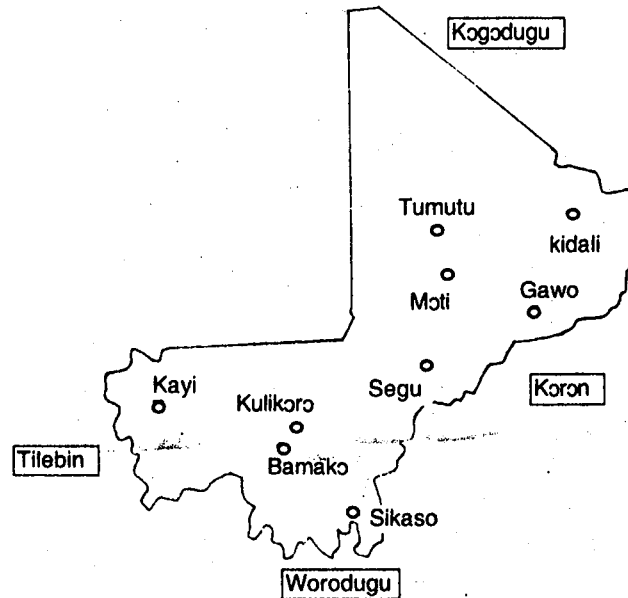 Kɔgɔdugu
Tumutu
kidali
Mɔti
Gawo
Segu
Kɔrɔn
Kayi
Kulikɔrɔ
Bamakɔ
Tilebin
Sikaso
Worodugu